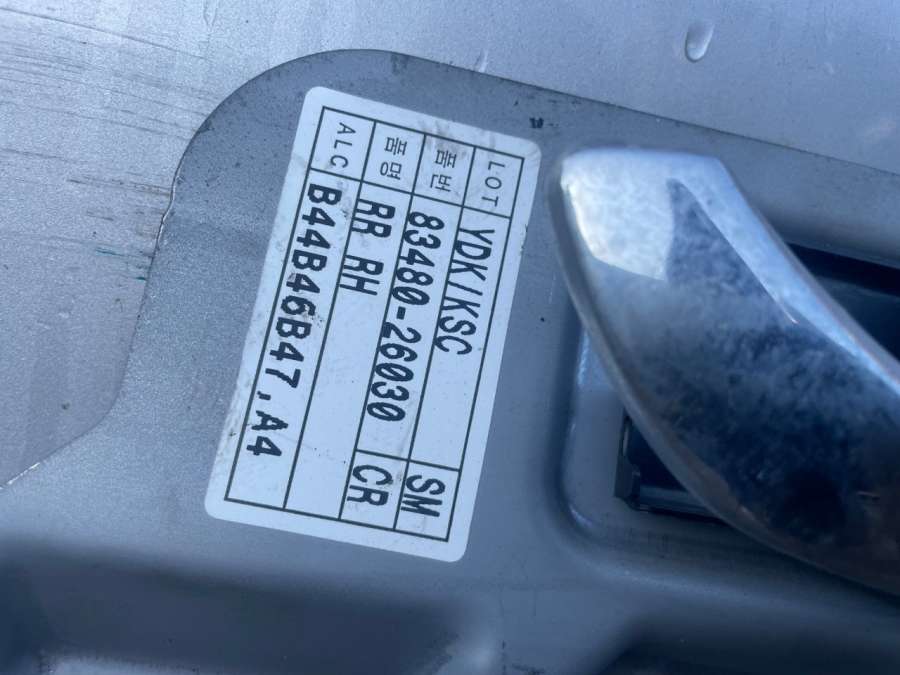 LOT YDK/KSC
품번 83480-26030 SM
품명 RR RH CR
ALC B44B46B47.A4